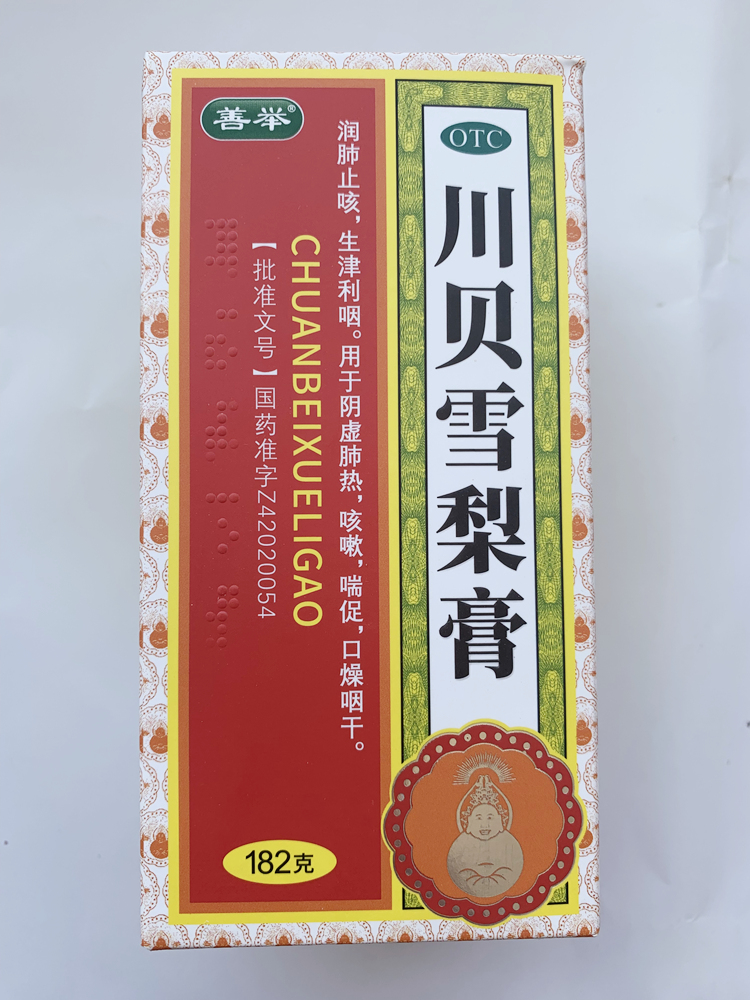 OTC
川贝雪梨膏
善举®
润肺止咳，生津利咽。用于阴虚肺热，咳嗽，喘促，口燥咽干。
CHUANBEIXUELIGAO
【批准文号】国药准字Z42020054
182克